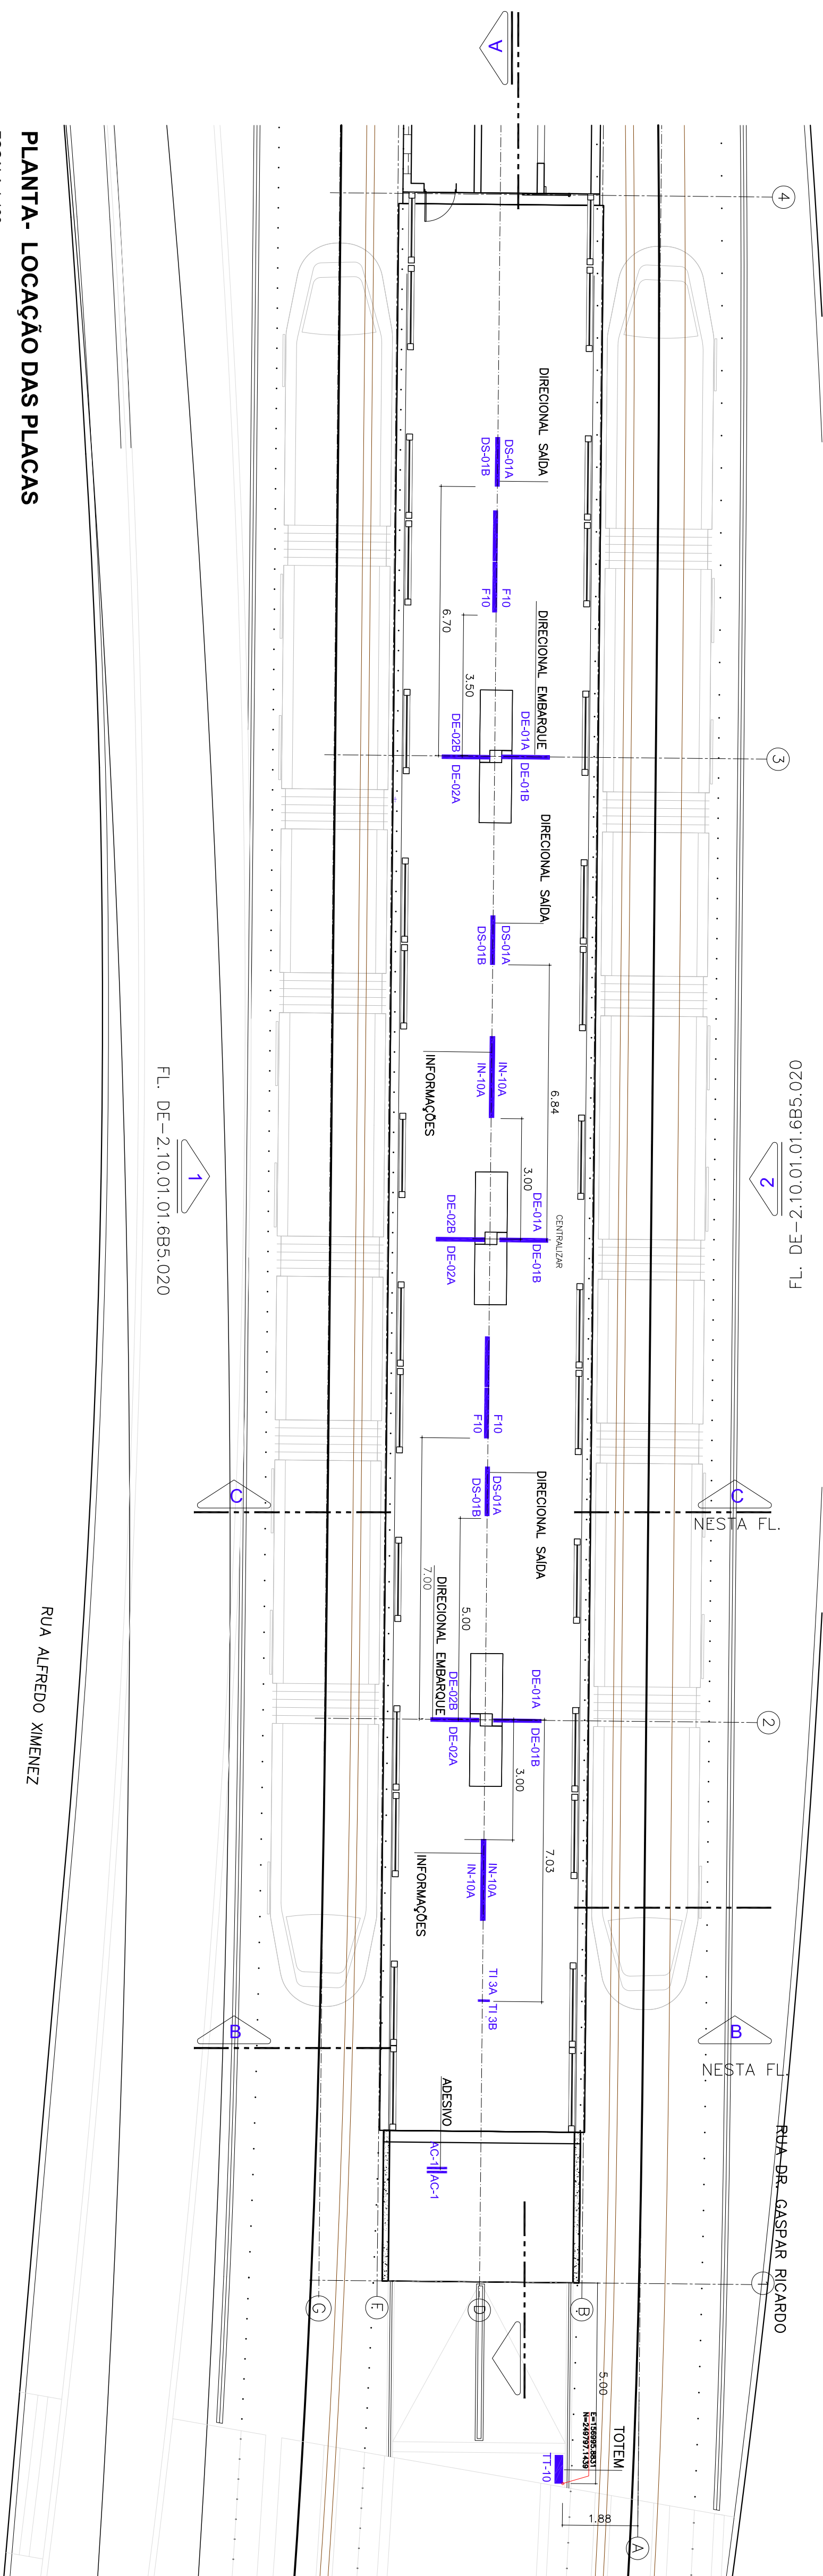 PLANTA- LOCAÇÃO DAS PLACAS
A
4
DIRECIONAL SAÍDA
DS-01A
DS-01B
F10
F10
6.70
3.50
DIRECIONAL EMBARQUE
DE-01A
DE-01B
DE-02B
DE-02A
3
DIRECIONAL SAÍDA
DS-01A
DS-01B
IN-10A
IN-10A
INFORMAÇÕES
6.84
3.00
FL. DE-2.10.01.01.6B5.020
2
FL. DE-2.10.01.01.6B5.020
1
CENTRALIZAR
DE-01A
DE-01B
DE-02B
DE-02A
F10
F10
DIRECIONAL SAÍDA
DS-01A
DS-01B
C
NESTA FL.
C
7.00
5.00
DIRECIONAL EMBARQUE
DE-01A
DE-01B
DE-02B
DE-02A
2
3.00
7.03
IN-10A
IN-10A
INFORMAÇÕES
TI 3A
TI 3B
B
NESTA FL.
B
RUA ALFREDO XIMENEZ
RUA DR. GASPAR RICARDO
ADESIVO
AC-1
AC-1
1
G
F
D
B
5.00
TOTEM
E=156995.8831
N=249797.1439
TT-10
1.88
A